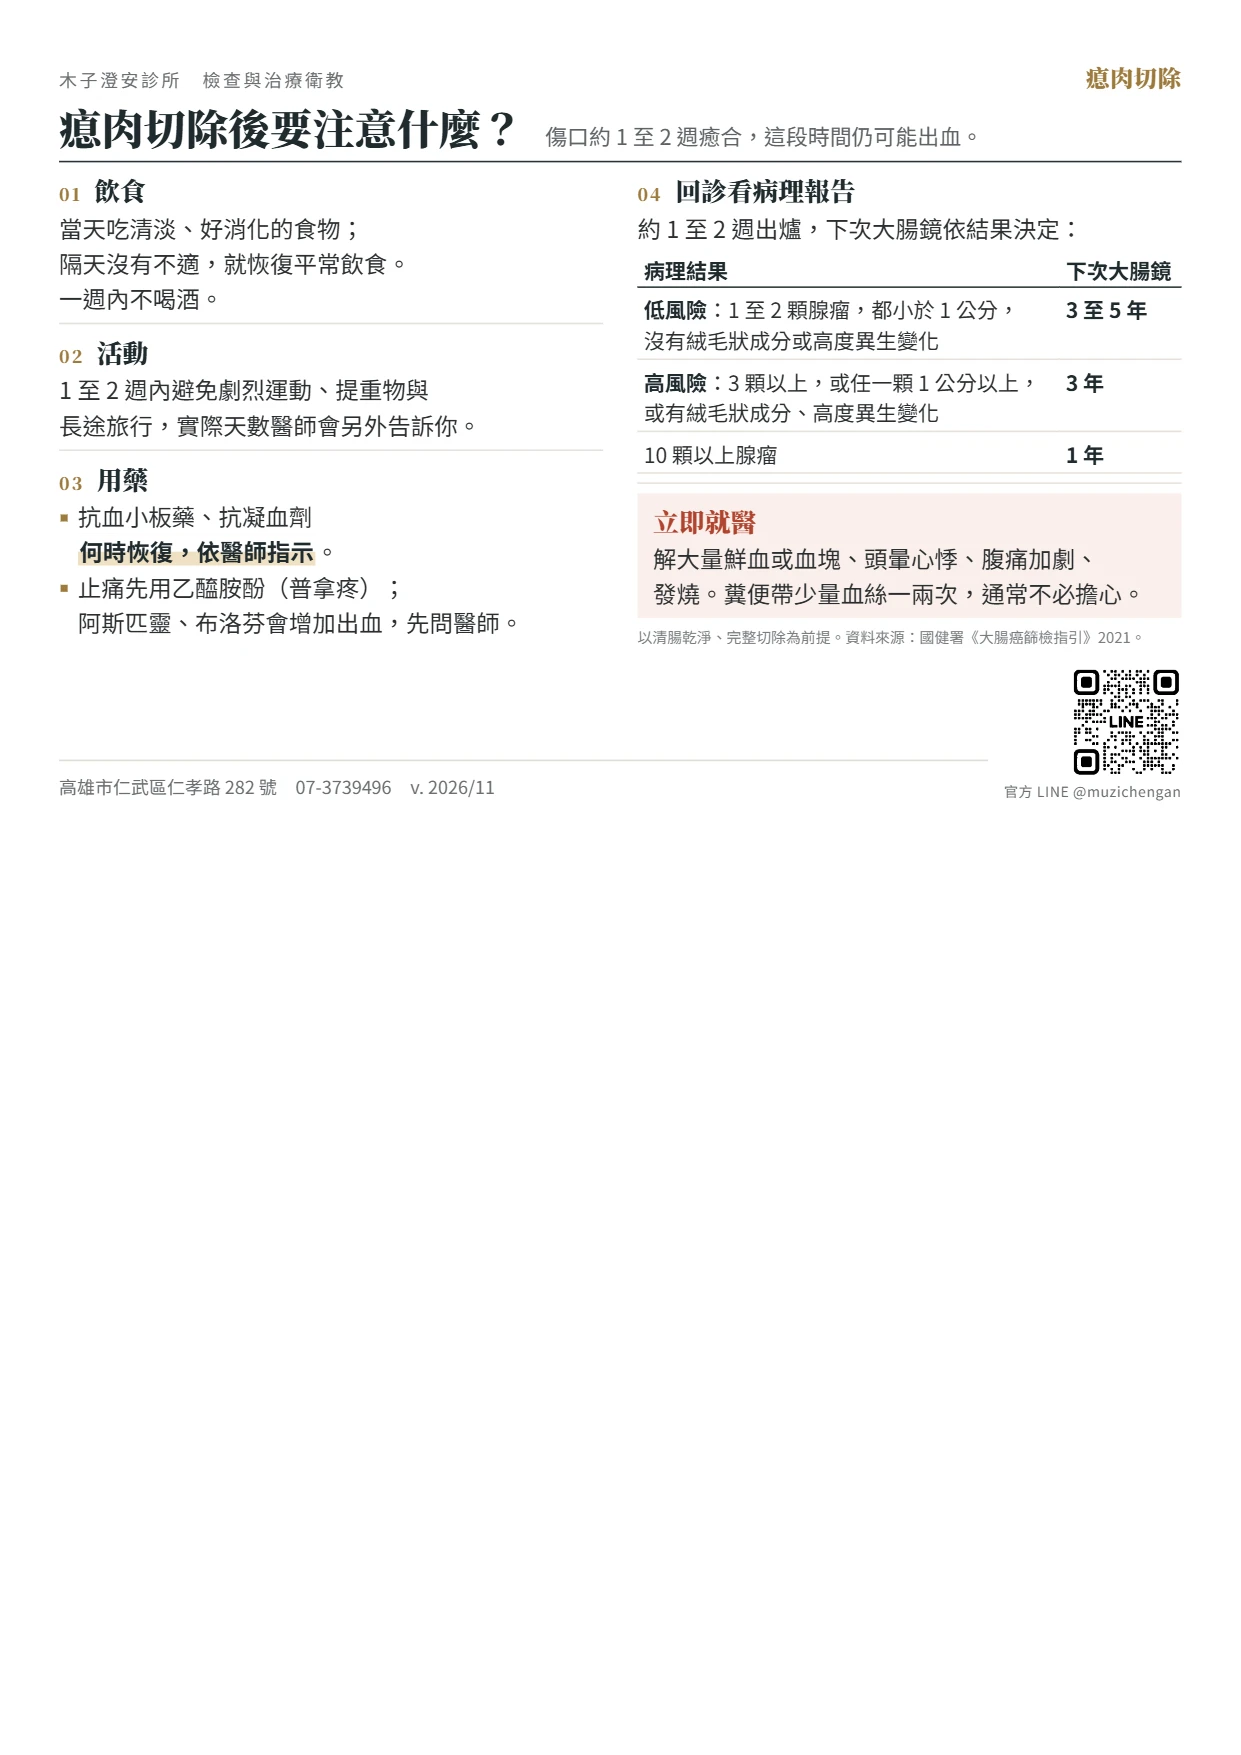 木子澄安診所　檢查與治療衛教
瘜肉切除
瘜肉切除後要注意什麼？
傷口約 1 至 2 週癒合，這段時間仍可能出血。
01 飲食
當天吃清淡、好消化的食物；
隔天沒有不適，就恢復平常飲食。
一週內不喝酒。
02 活動
1 至 2 週內避免劇烈運動、提重物與
長途旅行，實際天數醫師會另外告訴你。
03 用藥
▪ 抗血小板藥、抗凝血劑
何時恢復，依醫師指示。
▪ 止痛先用乙醯胺酚（普拿疼）；
阿斯匹靈、布洛芬會增加出血，先問醫師。
04 回診看病理報告
約 1 至 2 週出爐，下次大腸鏡依結果決定：
病理結果 下次大腸鏡
低風險：1 至 2 顆腺瘤，都小於 1 公分， 3 至 5 年
沒有絨毛狀成分或高度異生變化
高風險：3 顆以上，或任一顆 1 公分以上， 3 年
或有絨毛狀成分、高度異生變化
10 顆以上腺瘤 1 年
立即就醫
解大量鮮血或血塊、頭暈心悸、腹痛加劇、
發燒。糞便帶少量血絲一兩次，通常不必擔心。
以清腸乾淨、完整切除為前提。資料來源：國健署《大腸癌篩檢指引》2021。
LINE
高雄市仁武區仁孝路 282 號　07-3739496　v. 2026/11
官方 LINE @muzichengan